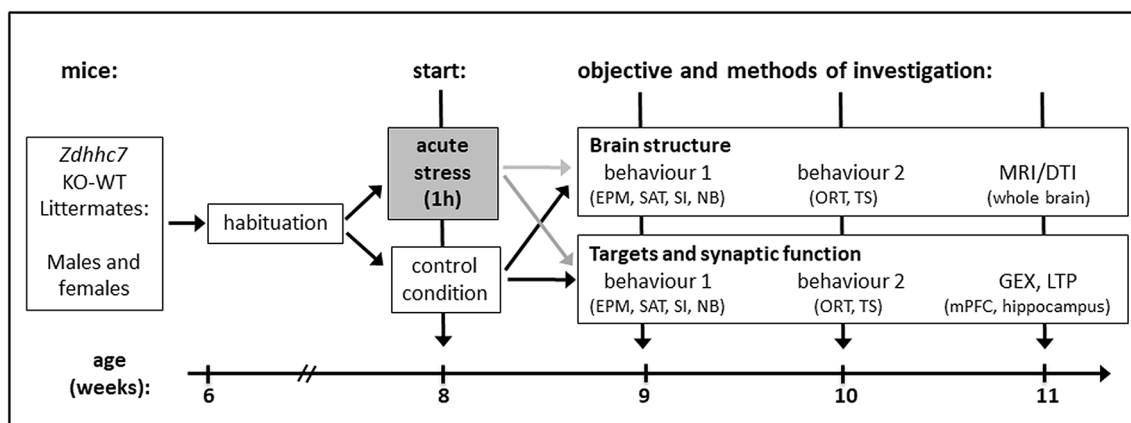 mice:
start:
objective and methods of investigation:
Zdhhc7
KO-WT
Littermates:
Males and
females
habituation
acute
stress
(1h)
control
condition
Brain structure
behaviour 1
(EPM, SAT, SI, NB)
behaviour 2
(ORT, TS)
MRI/DTI
(whole brain)
Targets and synaptic function
behaviour 1
(EPM, SAT, SI, NB)
behaviour 2
(ORT, TS)
GEX, LTP
(mPFC, hippocampus)
age
(weeks):
6 // 8 9 10 11